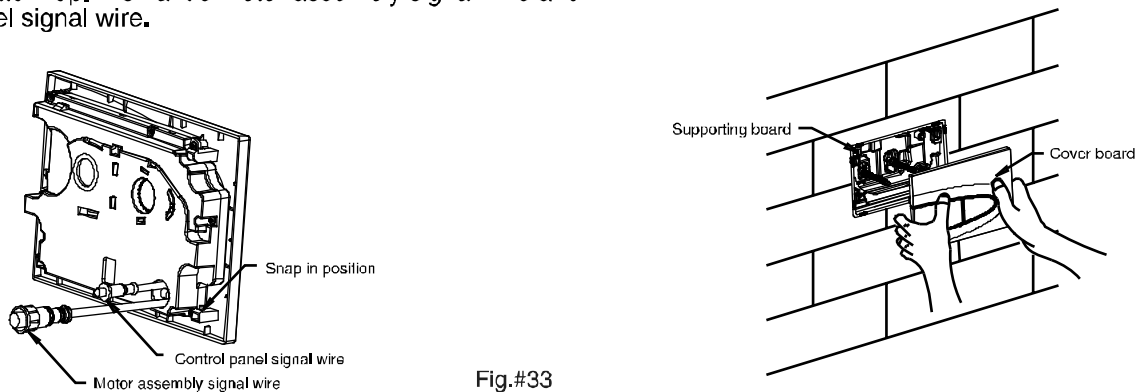 el signal wire.
Supporting board
Cover board
Snap in position
Control panel signal wire
Motor assembly signal wire
Fig.#33